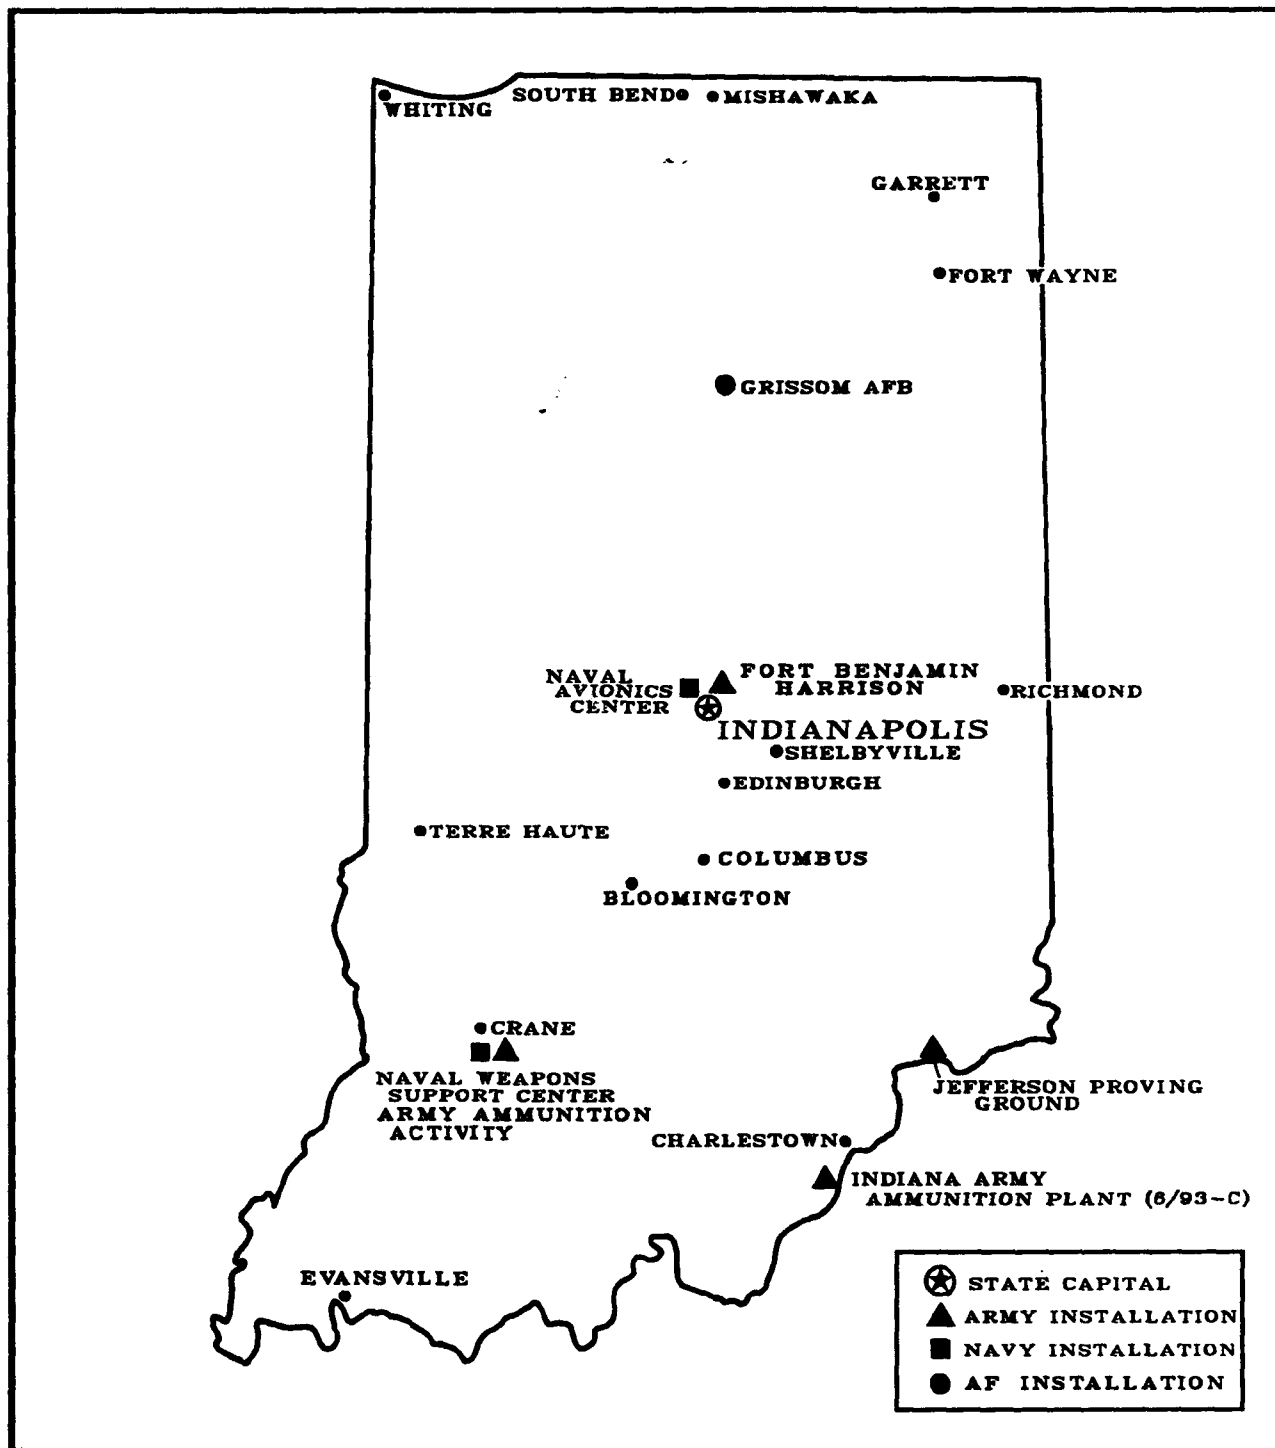 WHITING
SOUTH BEND
MISHAWAKA
GARRETT
FORT WAYNE
GRISSOM AFB
NAVAL
AVIONICS
CENTER
FORT BENJAMIN
HARRISON
RICHMOND
INDIANAPOLIS
SHELBYVILLE
EDINBURGH
TERRE HAUTE
COLUMBUS
BLOOMINGTON
CRANE
NAVAL WEAPONS
SUPPORT CENTER
ARMY AMMUNITION
ACTIVITY
JEFFERSON PROVING
GROUND
CHARLESTOWN
INDIANA ARMY
AMMUNITION PLANT (6/93-C)
EVANSVILLE
STATE CAPITAL
ARMY INSTALLATION
NAVY INSTALLATION
AF INSTALLATION